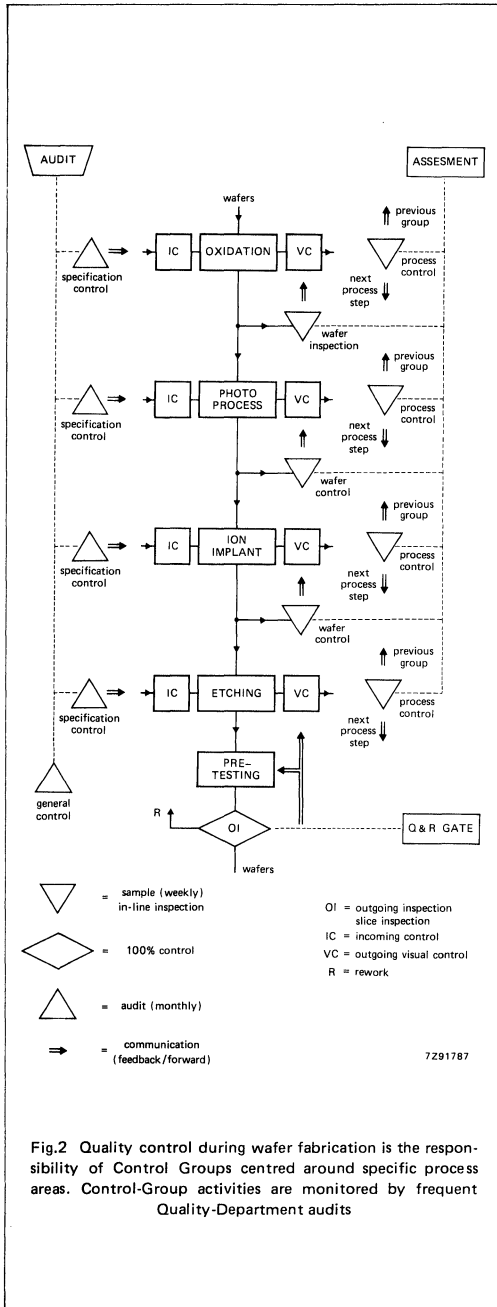 AUDIT
ASSESMENT
wafers
previous
group
IC
OXIDATION
VC
specification
control
process
control
next
process
step
wafer
inspection
previous
group
IC
PHOTO
PROCESS
VC
specification
control
process
control
next
process
step
wafer
control
previous
group
IC
ION
IMPLANT
VC
specification
control
process
control
next
process
step
wafer
control
previous
group
IC
ETCHING
VC
specification
control
process
control
next
process
step
PRE-
TESTING
general
control
R
OI
Q & R GATE
wafers
= sample (weekly)
in-line inspection
= 100% control
= audit (monthly)
= communication
(feedback/forward)
OI = outgoing inspection
slice inspection
IC = incoming control
VC = outgoing visual control
R = rework
7Z91787
Fig.2 Quality control during wafer fabrication is the respon-
sibility of Control Groups centred around specific process
areas. Control-Group activities are monitored by frequent
Quality-Department audits